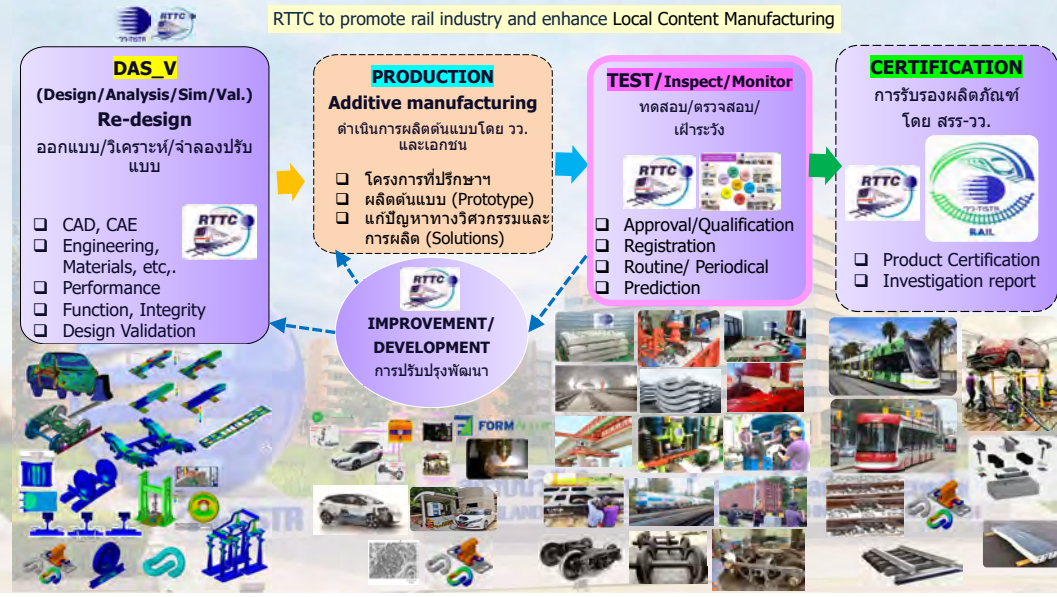 RTTC to promote rail industry and enhance Local Content Manufacturing
วว-TISTR
RTTC
DAS_V
(Design/Analysis/Sim/Val.)
Re-design
ออกแบบ/วิเคราะห์/จำลองปรับ
แบบ
RTTC
❑ CAD, CAE
❑ Engineering,
Materials, etc,.
❑ Performance
❑ Function, Integrity
❑ Design Validation
PRODUCTION
Additive manufacturing
ดำเนินการผลิตต้นแบบโดย วว.
และเอกชน
❑ โครงการที่ปรึกษาฯ
❑ ผลิตต้นแบบ (Prototype)
❑ แก้ปัญหาทางวิศวกรรมและ
การผลิต (Solutions)
TEST/Inspect/Monitor
ทดสอบ/ตรวจสอบ/
เฝ้าระวัง
RTTC
❑ Approval/Qualification
❑ Registration
❑ Routine/ Periodical
❑ Prediction
CERTIFICATION
การรับรองผลิตภัณฑ์
โดย สรร-วว.
RTTC
วว-TISTR
RAIL
❑ Product Certification
❑ Investigation report
RTTC
IMPROVEMENT/
DEVELOPMENT
การปรับปรุงพัฒนา
FORM
TISTR